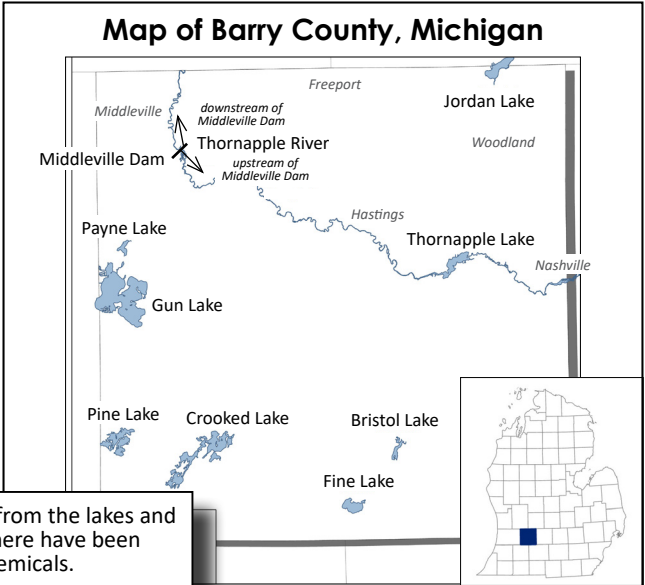 Map of Barry County, Michigan
Freeport
Jordan Lake
Middleville
downstream of
Middleville Dam
Thornapple River
Woodland
Middleville Dam
upstream of
Middleville Dam
Hastings
Payne Lake
Thornapple Lake
Nashville
Gun Lake
Pine Lake
Crooked Lake
Bristol Lake
Fine Lake
from the lakes and
here have been
emicals.